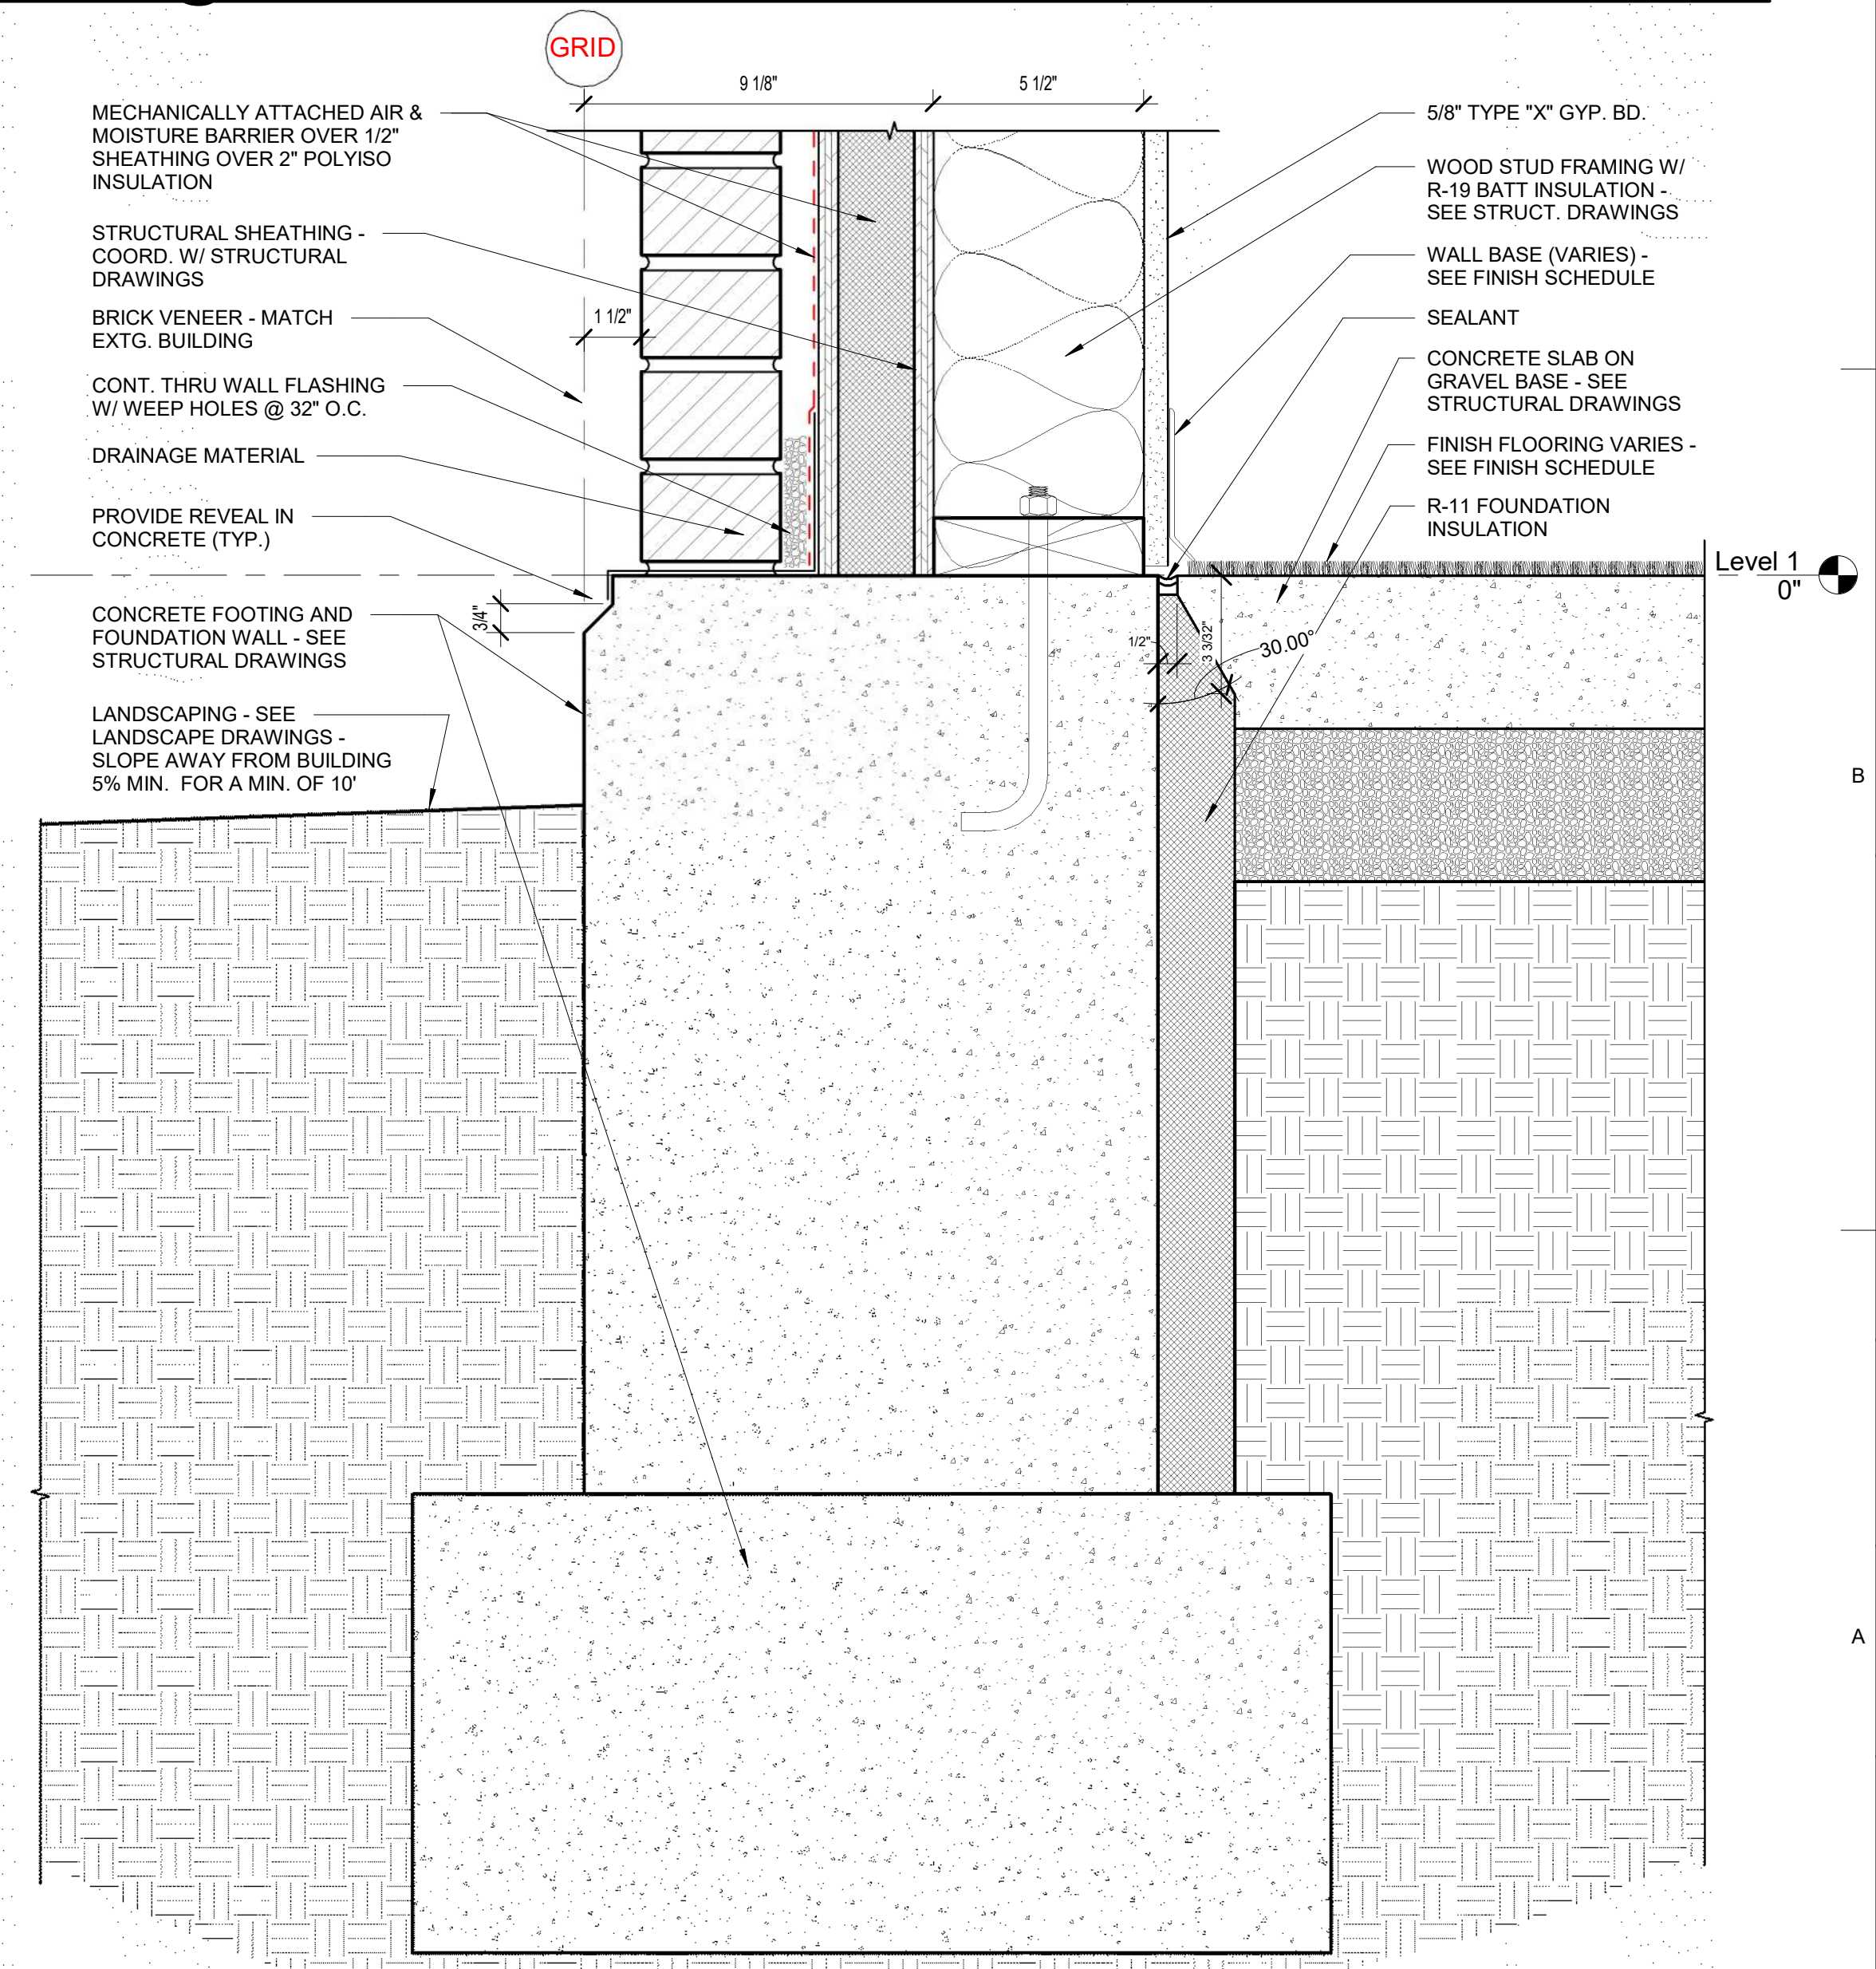 GRID
9 1/8"
5 1/2"
MECHANICALLY ATTACHED AIR &
MOISTURE BARRIER OVER 1/2"
SHEATHING OVER 2" POLYISO
INSULATION
STRUCTURAL SHEATHING -
COORD. W/ STRUCTURAL
DRAWINGS
BRICK VENEER - MATCH
EXTG. BUILDING
CONT. THRU WALL FLASHING
W/ WEEP HOLES @ 32" O.C.
DRAINAGE MATERIAL
PROVIDE REVEAL IN
CONCRETE (TYP.)
CONCRETE FOOTING AND
FOUNDATION WALL - SEE
STRUCTURAL DRAWINGS
LANDSCAPING - SEE
LANDSCAPE DRAWINGS -
SLOPE AWAY FROM BUILDING
5% MIN.  FOR A MIN. OF 10'
1 1/2"
3/4"
5/8" TYPE "X" GYP. BD.
WOOD STUD FRAMING W/
R-19 BATT INSULATION -
SEE STRUCT. DRAWINGS
WALL BASE (VARIES) -
SEE FINISH SCHEDULE
SEALANT
CONCRETE SLAB ON
GRAVEL BASE - SEE
STRUCTURAL DRAWINGS
FINISH FLOORING VARIES -
SEE FINISH SCHEDULE
R-11 FOUNDATION
INSULATION
Level 1
0"
1/2"
3 3/32"
30.00°
B
A